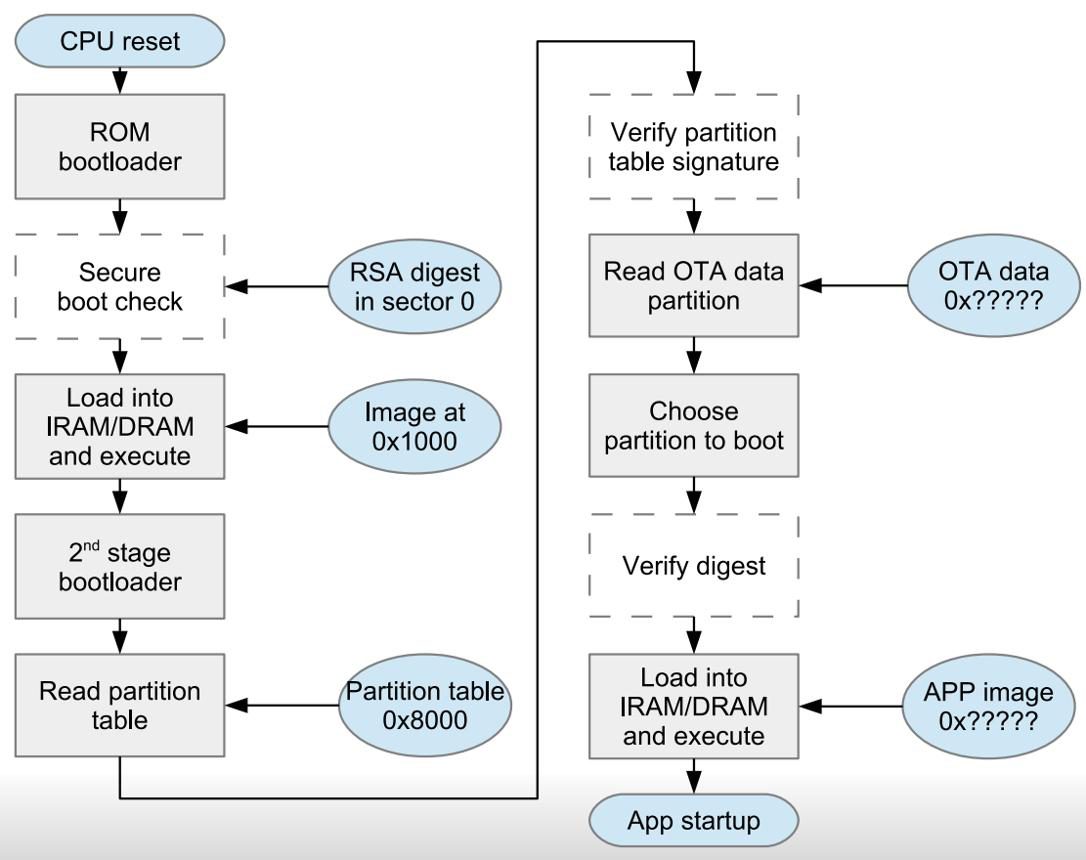 CPU reset
ROM
bootloader
Secure
boot check
RSA digest
in sector 0
Load into
IRAM/DRAM
and execute
Image at
0x1000
2nd stage
bootloader
Read partition
table
Partition table
0x8000
Verify partition
table signature
Read OTA data
partition
OTA data
0x?????
Choose
partition to boot
Verify digest
Load into
IRAM/DRAM
and execute
APP image
0x?????
App startup